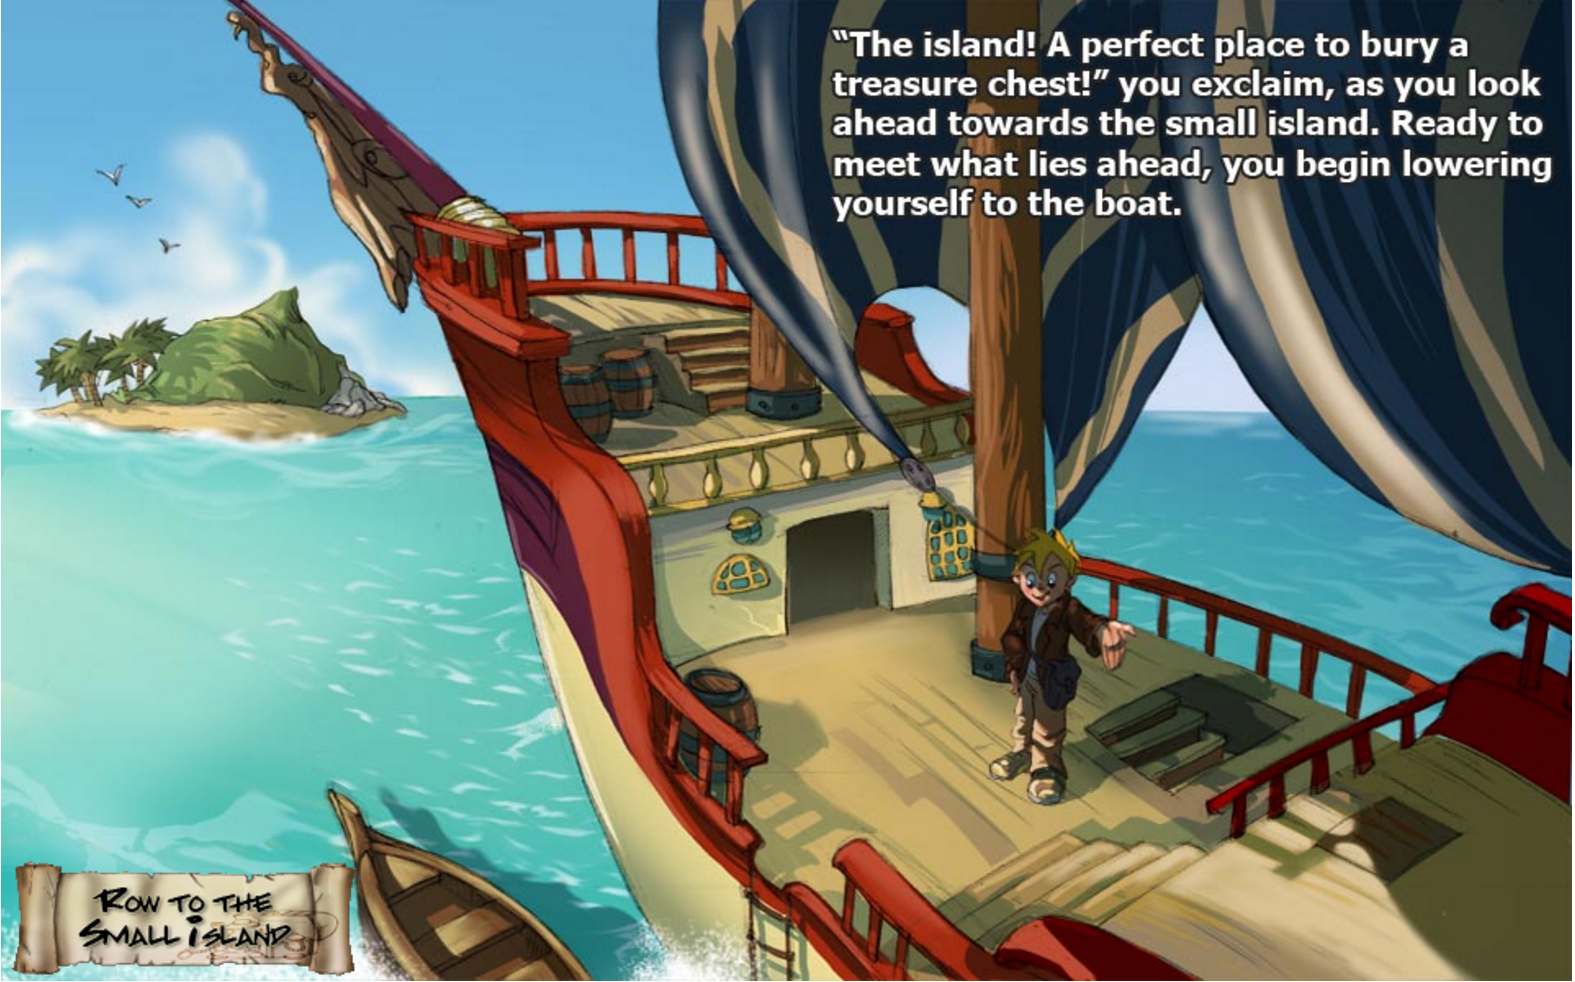 “The island! A perfect place to bury a
treasure chest!” you exclaim, as you look
ahead towards the small island. Ready to
meet what lies ahead, you begin lowering
yourself to the boat.
Row to the
Small island